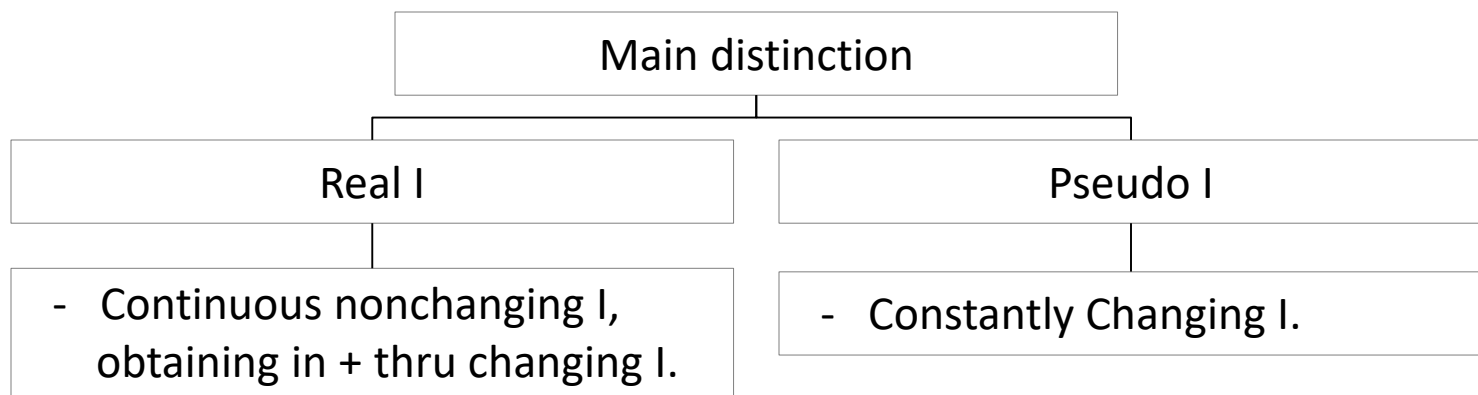 Main distinction
Real I
Pseudo I
- Continuous nonchanging I,
obtaining in + thru changing I.
- Constantly Changing I.